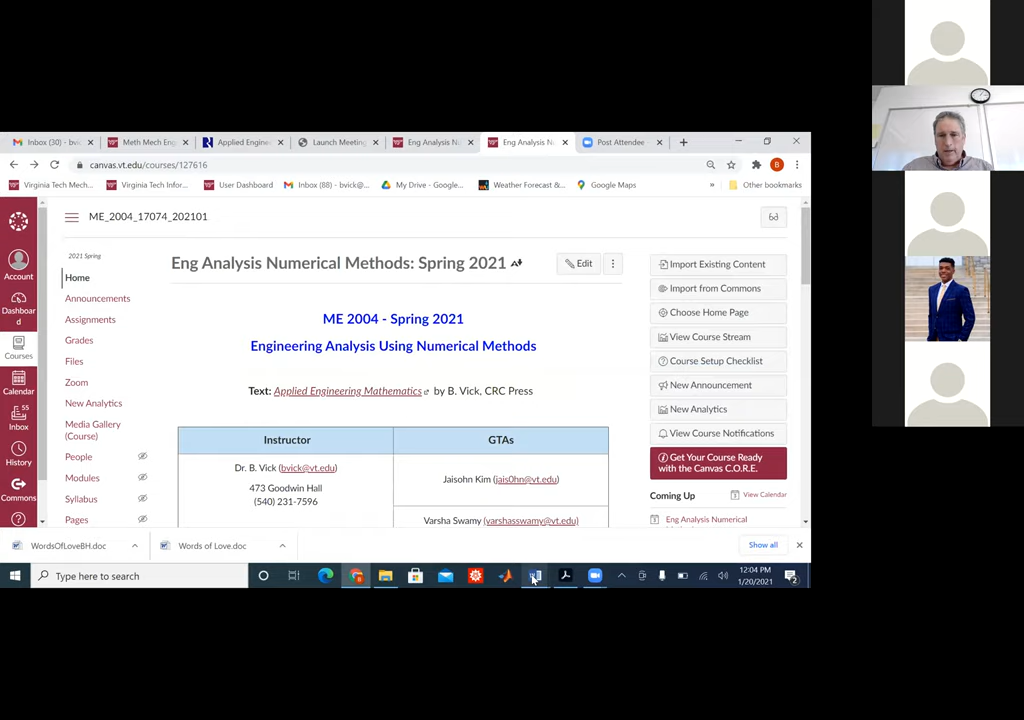 Inbox (30) - bvic
Meth Mech Eng
Applied Enginee
Launch Meeting
Eng Analysis N
Eng Analysis N
Post Attendee
canvas.vt.edu/courses/127616
B
Virginia Tech Mech...
Virginia Tech Infor...
User Dashboard
Inbox (88) - bvick@...
My Drive - Google...
Weather Forecast &...
Google Maps
»
Other bookmarks
ME_2004_17074_202101
2021 Spring
Home
Announcements
Assignments
Grades
Files
Zoom
New Analytics
Media Gallery
(Course)
People
Modules
Syllabus
Pages
Account
Dashboar
d
Courses
Calendar
55
Inbox
History
Commons
Eng Analysis Numerical Methods: Spring 2021
Edit
ME 2004 - Spring 2021
Engineering Analysis Using Numerical Methods
Text: Applied Engineering Mathematics by B. Vick, CRC Press
Instructor
GTAs
Dr. B. Vick (bvick@vt.edu)
473 Goodwin Hall
(540) 231-7596
Jaisohn Kim (jais0hn@vt.edu)
Varsha Swamy (varshasswamy@vt.edu)
Import Existing Content
Import from Commons
Choose Home Page
View Course Stream
Course Setup Checklist
New Announcement
New Analytics
View Course Notifications
Get Your Course Ready
with the Canvas C.O.R.E.
Coming Up
View Calendar
Eng Analysis Numerical
WordsOfLoveBH.doc
Words of Love.doc
Show all
Type here to search
12:04 PM
1/20/2021
2